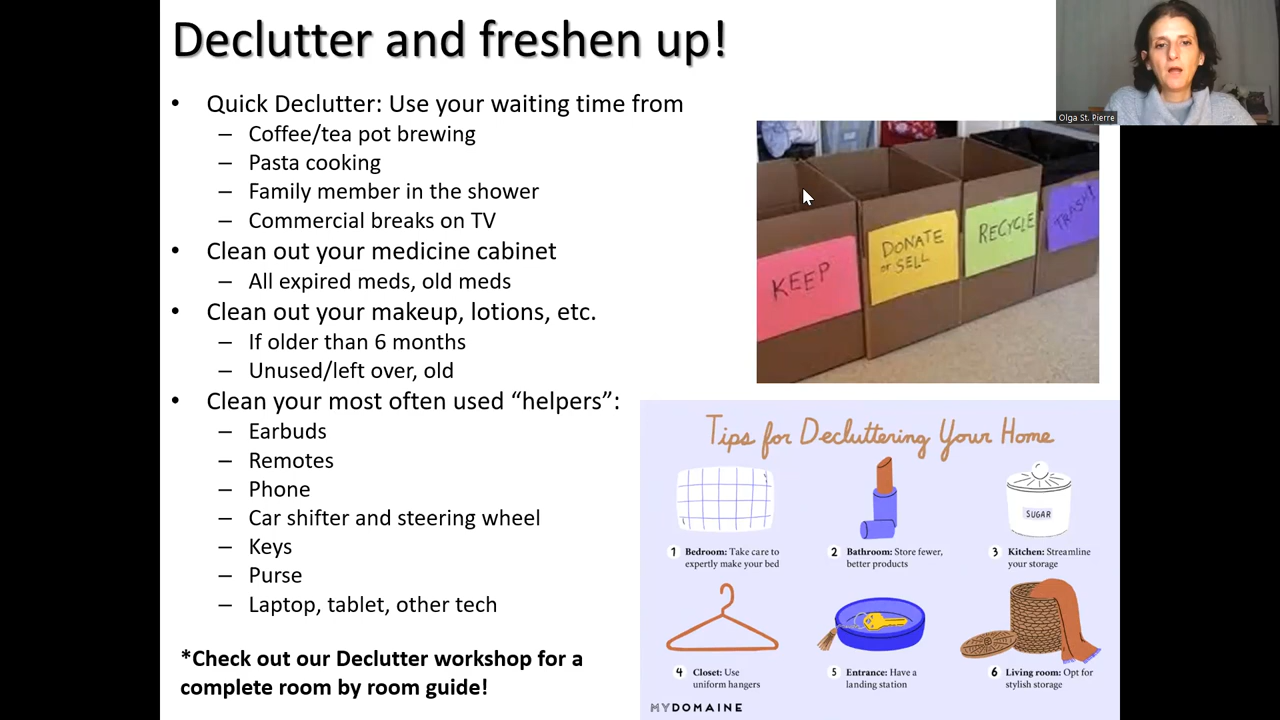 Declutter and freshen up!
• Quick Declutter: Use your waiting time from
– Coffee/tea pot brewing
– Pasta cooking
– Family member in the shower
– Commercial breaks on TV
• Clean out your medicine cabinet
– All expired meds, old meds
• Clean out your makeup, lotions, etc.
– If older than 6 months
– Unused/left over, old
• Clean your most often used “helpers”:
– Earbuds
– Remotes
– Phone
– Car shifter and steering wheel
– Keys
– Purse
– Laptop, tablet, other tech
*Check out our Declutter workshop for a
complete room by room guide!
Olga St. Pierre
KEEP
DONATE
or SELL
RECYCLE
TRASH!
Tips for Decluttering Your Home
SUGAR
1 Bedroom: Take care to
expertly make your bed
2 Bathroom: Store fewer,
better products
3 Kitchen: Streamline
your storage
4 Closet: Use
uniform hangers
5 Entrance: Have a
landing station
6 Living room: Opt for
stylish storage
MYDOMAINE